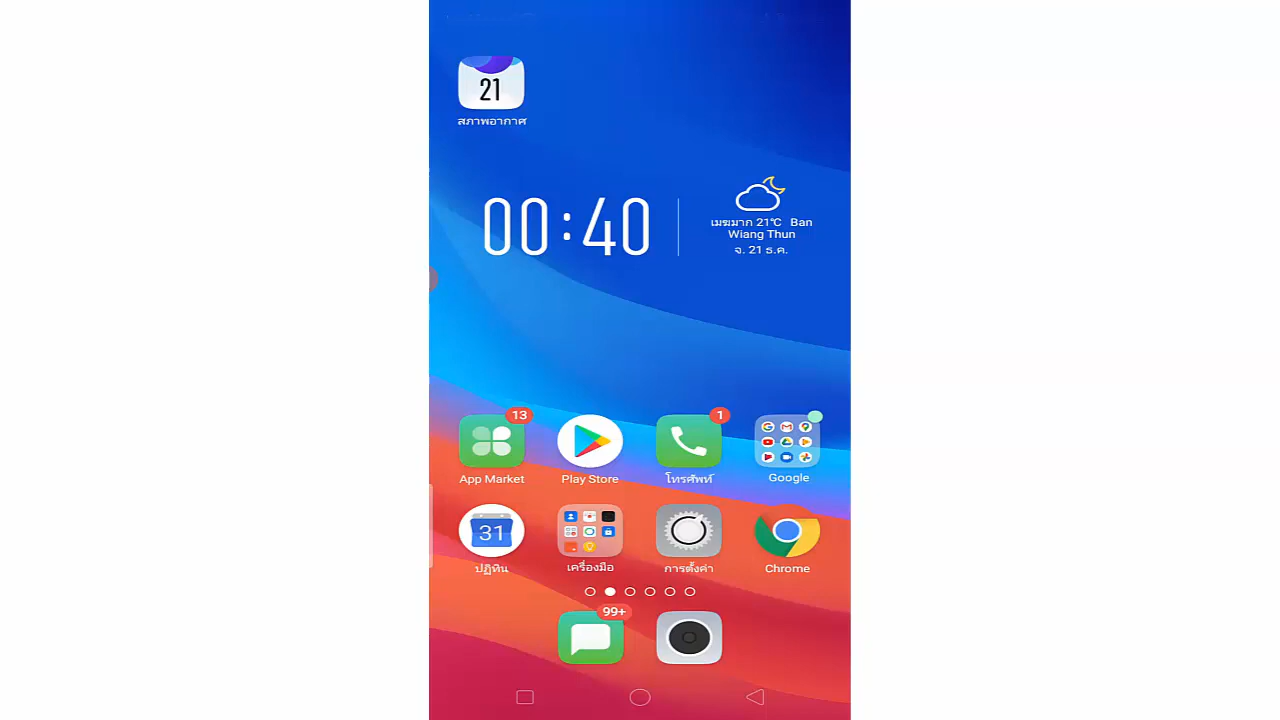 21
สภาพอากาศ
00:40
เมฆมาก 21°C Ban
Wiang Thun
จ. 21 ธ.ค.
13
1
App Market
Play Store
โทรศัพท์
Google
31
ปฏิทิน
เครื่องมือ
การตั้งค่า
Chrome
99+